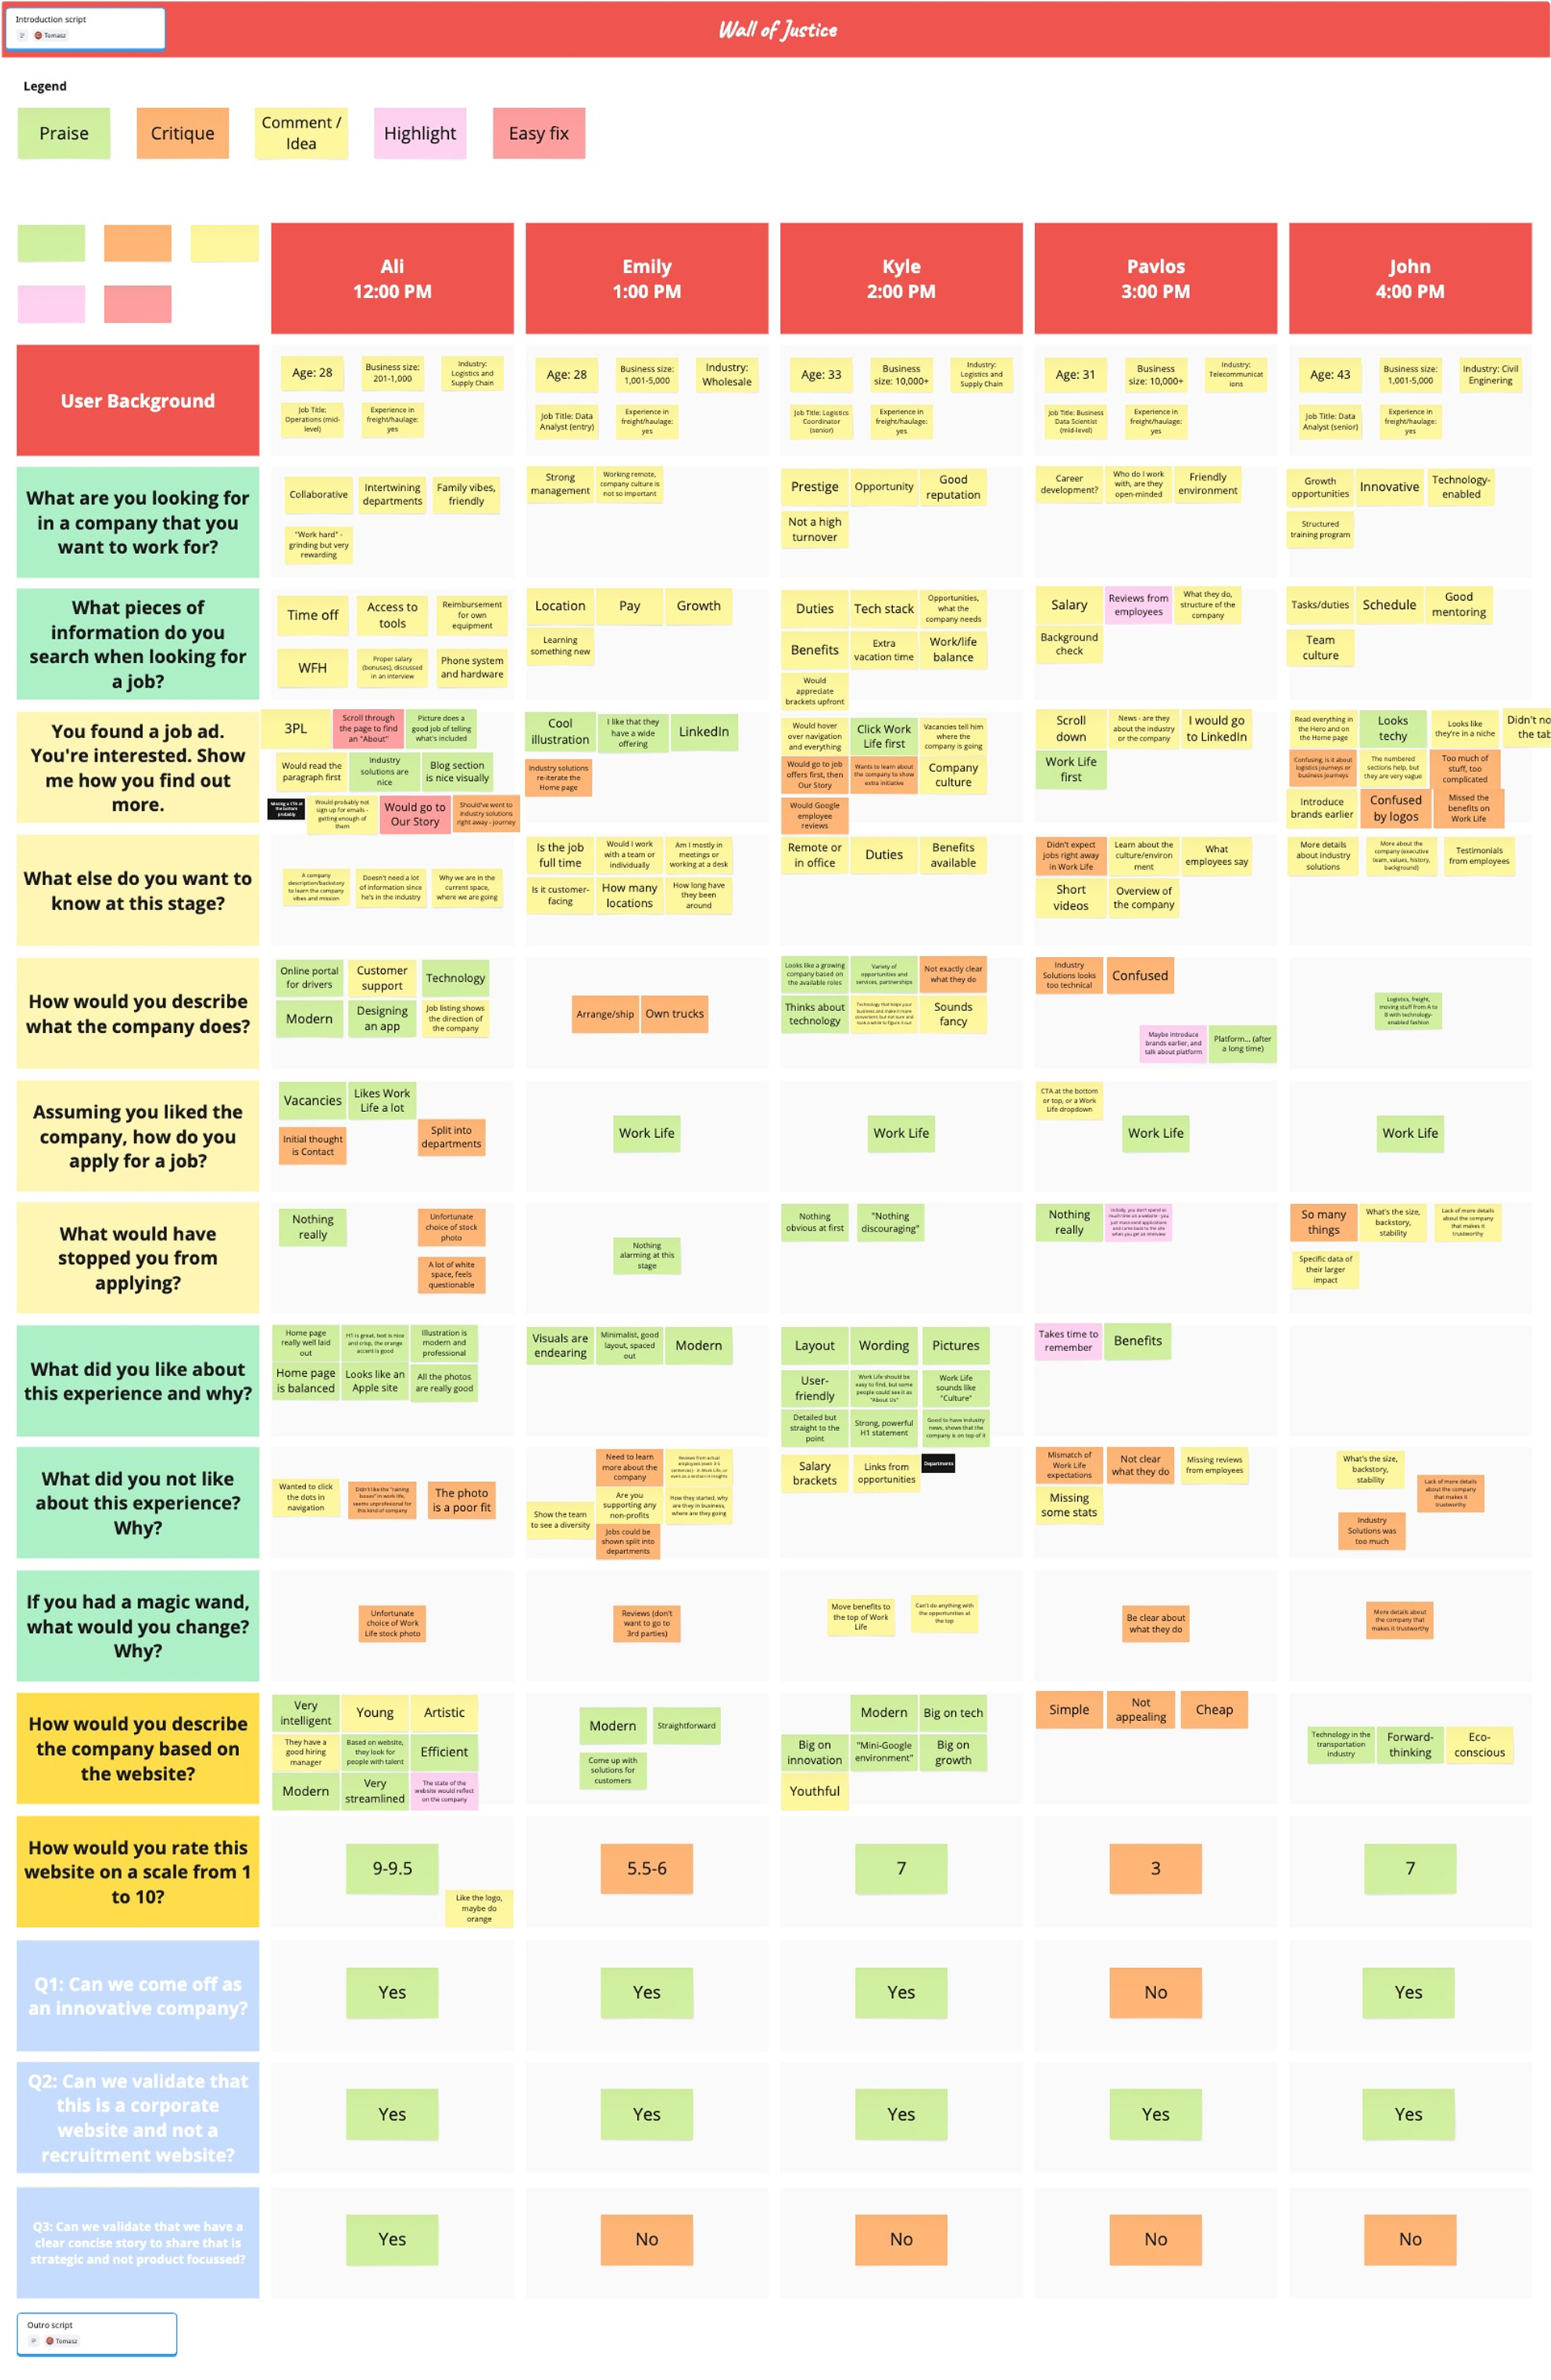 Introduction script
Tomasz
Wall of Justice
Legend
Praise
Critique
Comment /
Idea
Highlight
Easy fix
Ali
12:00 PM
Emily
1:00 PM
Kyle
2:00 PM
Pavlos
3:00 PM
John
4:00 PM
User Background
Age: 28
Business size:
201-1,000
Industry:
Logistics and
Supply Chain
Job Title:
Operations (mid-
level)
Experience in
freight/haulage:
yes
Age: 28
Business size:
1,001-5,000
Industry:
Wholesale
Job Title: Data
Analyst (entry)
Experience in
freight/haulage:
yes
Age: 33
Business
size: 10,000+
Industry:
Logistics and
Supply Chain
Job Title: Logistics
Coordinator
(senior)
Experience in
freight/haulage:
yes
Age: 31
Business
size: 10,000+
Industry:
Telecommunicat
ions
Job Title: Business
Data Scientist
(mid-level)
Experience in
freight/haulage:
yes
Age: 43
Business size:
1,001-5,000
Industry: Civil
Enginering
Job Title: Data
Analyst (senior)
Experience in
freight/haulage:
yes
What are you looking for
in a company that you
want to work for?
Collaborative
Intertwining
departments
Family vibes,
friendly
"Work hard" -
grinding but very
rewarding
Strong
management
Working remote,
company culture is
not so important
Prestige
Opportunity
Good
reputation
Not a high
turnover
Career
development?
Who do I work
with, are they
open-minded
Friendly
environment
Growth
opportunities
Innovative
Technology-
enabled
Structured
training program
What pieces of
information do you
search when looking for
a job?
Time off
Access to
tools
Reimbursement
for own
equipment
WFH
Proper salary
(bonuses), discussed
in an interview
Phone system
and hardware
Location
Pay
Growth
Learning
something new
Duties
Tech stack
Opportunities,
what the
company needs
Benefits
Extra
vacation time
Work/life
balance
Would
appreciate
brackets upfront
Salary
Reviews from
employees
What they do,
structure of the
company
Background
check
Tasks/duties
Schedule
Good
mentoring
Team
culture
You found a job ad.
You're interested. Show
me how you find out
more.
3PL
Scroll through
the page to find
an "About"
Picture does a
good job of telling
what's included
Would read the
paragraph first
Industry
solutions are
nice
Blog section
is nice visually
Missing a CTA at
the bottom
probably
Would probably not
sign up for emails -
getting enough of
them
Would go to
Our Story
Should've went to
industry solutions
right away - journey
Cool
illustration
I like that they
have a wide
offering
LinkedIn
Industry solutions
re-iterate the
Home page
Would hover
over navigation
and everything
Click Work
Life first
Vacancies tell him
where the
company is going
Would go to job
offers first, then
Our Story
Wants to learn about
the company to show
extra initiative
Company
culture
Would Google
employee
reviews
Scroll
down
News - are they
about the industry
or the company
I would go
to LinkedIn
Work Life
first
Read everything in
the Hero and on
the Home page
Looks
techy
Looks like
they're in a niche
Didn't no
the tab
Confusing, is it about
logistics journeys or
business journeys
The numbered
sections help, but
they are very vague
Too much of
stuff, too
complicated
Introduce
brands earlier
Confused
by logos
Missed the
benefits on
Work Life
What else do you want to
know at this stage?
A company
description/backstory
to learn the company
vibes and mission
Doesn't need a lot
of information since
he's in the industry
Why we are in the
current space,
where we are going
Is the job
full time
Would I work
with a team or
individually
Am I mostly in
meetings or
working at a desk
Is it customer-
facing
How many
locations
How long have
they been
around
Remote or
in office
Duties
Benefits
available
Didn't expect
jobs right away
in Work Life
Learn about the
culture/environ
ment
What
employees say
Short
videos
Overview of
the company
More details
about industry
solutions
More about the
company (executive
team, values, history,
background)
Testimonials
from employees
How would you describe
what the company does?
Online portal
for drivers
Customer
support
Technology
Modern
Designing
an app
Job listing shows
the direction of
the company
Arrange/ship
Own trucks
Looks like a growing
company based on
the available roles
Variety of
opportunities and
services, partnerships
Not exactly clear
what they do
Thinks about
technology
Technology that helps your
business and make it more
convenient, but not sure and
took a while to figure it out
Sounds
fancy
Industry
Solutions looks
too technical
Confused
Maybe introduce
brands earlier, and
talk about platform
Platform... (after
a long time)
Logistics, freight,
moving stuff from A to
B with technology-
enabled fashion
Assuming you liked the
company, how do you
apply for a job?
Vacancies
Likes Work
Life a lot
Initial thought
is Contact
Split into
departments
Work Life
Work Life
CTA at the bottom
or top, or a Work
Life dropdown
Work Life
Work Life
What would have
stopped you from
applying?
Nothing
really
Unfortunate
choice of stock
photo
A lot of white
space, feels
questionable
Nothing
alarming at this
stage
Nothing
obvious at first
"Nothing
discouraging"
Nothing
really
Initially, you don't spend so
much time on a website - you
just mass send applications
and come back to the site
when you get an interview
So many
things
What's the size,
backstory,
stability
Lack of more details
about the company
that makes it
trustworthy
Specific data of
their larger
impact
What did you like about
this experience and why?
Home page
really well laid
out
H1 is great, text is nice
and crisp, the orange
accent is good
Illustration is
modern and
professional
Home page
is balanced
Looks like an
Apple site
All the photos
are really good
Visuals are
endearing
Minimalist, good
layout, spaced
out
Modern
Layout
Wording
Pictures
User-
friendly
Work Life should be
easy to find, but some
people could see it as
"About Us"
Work Life
sounds like
"Culture"
Detailed but
straight to the
point
Strong, powerful
H1 statement
Good to have industry
news, shows that the
company is on top of it
Takes time to
remember
Benefits
What did you not like
about this experience?
Why?
Wanted to click
the dots in
navigation
Didn't like the "raining
boxes" in work life,
seems unprofesional for
this kind of company
The photo
is a poor fit
Need to learn
more about the
company
Reviews from actual
employees (even 3-5
sentences) - in Work Life, or
even as a section in Insights
Show the team
to see a diversity
Are you
supporting any
non-profits
How they started, why
are they in business,
where are they going
Jobs could be
shown split into
departments
Salary
brackets
Links from
opportunities
Departments
Mismatch of
Work Life
expectations
Not clear
what they do
Missing reviews
from employees
Missing
some stats
What's the size,
backstory,
stability
Lack of more details
about the company
that makes it
trustworthy
Industry
Solutions was
too much
If you had a magic wand,
what would you change?
Why?
Unfortunate
choice of Work
Life stock photo
Reviews (don't
want to go to
3rd parties)
Move benefits to
the top of Work
Life
Can't do anything with
the opportunities at
the top
Be clear about
what they do
More details about
the company that
makes it trustworthy
How would you describe
the company based on
the website?
Very
intelligent
Young
Artistic
They have a
good hiring
manager
Based on website,
they look for
people with talent
Efficient
Modern
Very
streamlined
The state of the
website would reflect
on the company
Modern
Straightforward
Come up with
solutions for
customers
Modern
Big on tech
Big on
innovation
"Mini-Google
environment"
Big on
growth
Youthful
Simple
Not
appealing
Cheap
Technology in the
transportation
industry
Forward-
thinking
Eco-
conscious
How would you rate this
website on a scale from 1
to 10?
9-9.5
Like the logo,
maybe do
orange
5.5-6
7
3
7
Q1: Can we come off as
an innovative company?
Yes
Yes
Yes
No
Yes
Q2: Can we validate that
this is a corporate
website and not a
recruitment website?
Yes
Yes
Yes
Yes
Yes
Q3: Can we validate that we have a
clear concise story to share that is
strategic and not product focussed?
Yes
No
No
No
No
Outro script
Tomasz